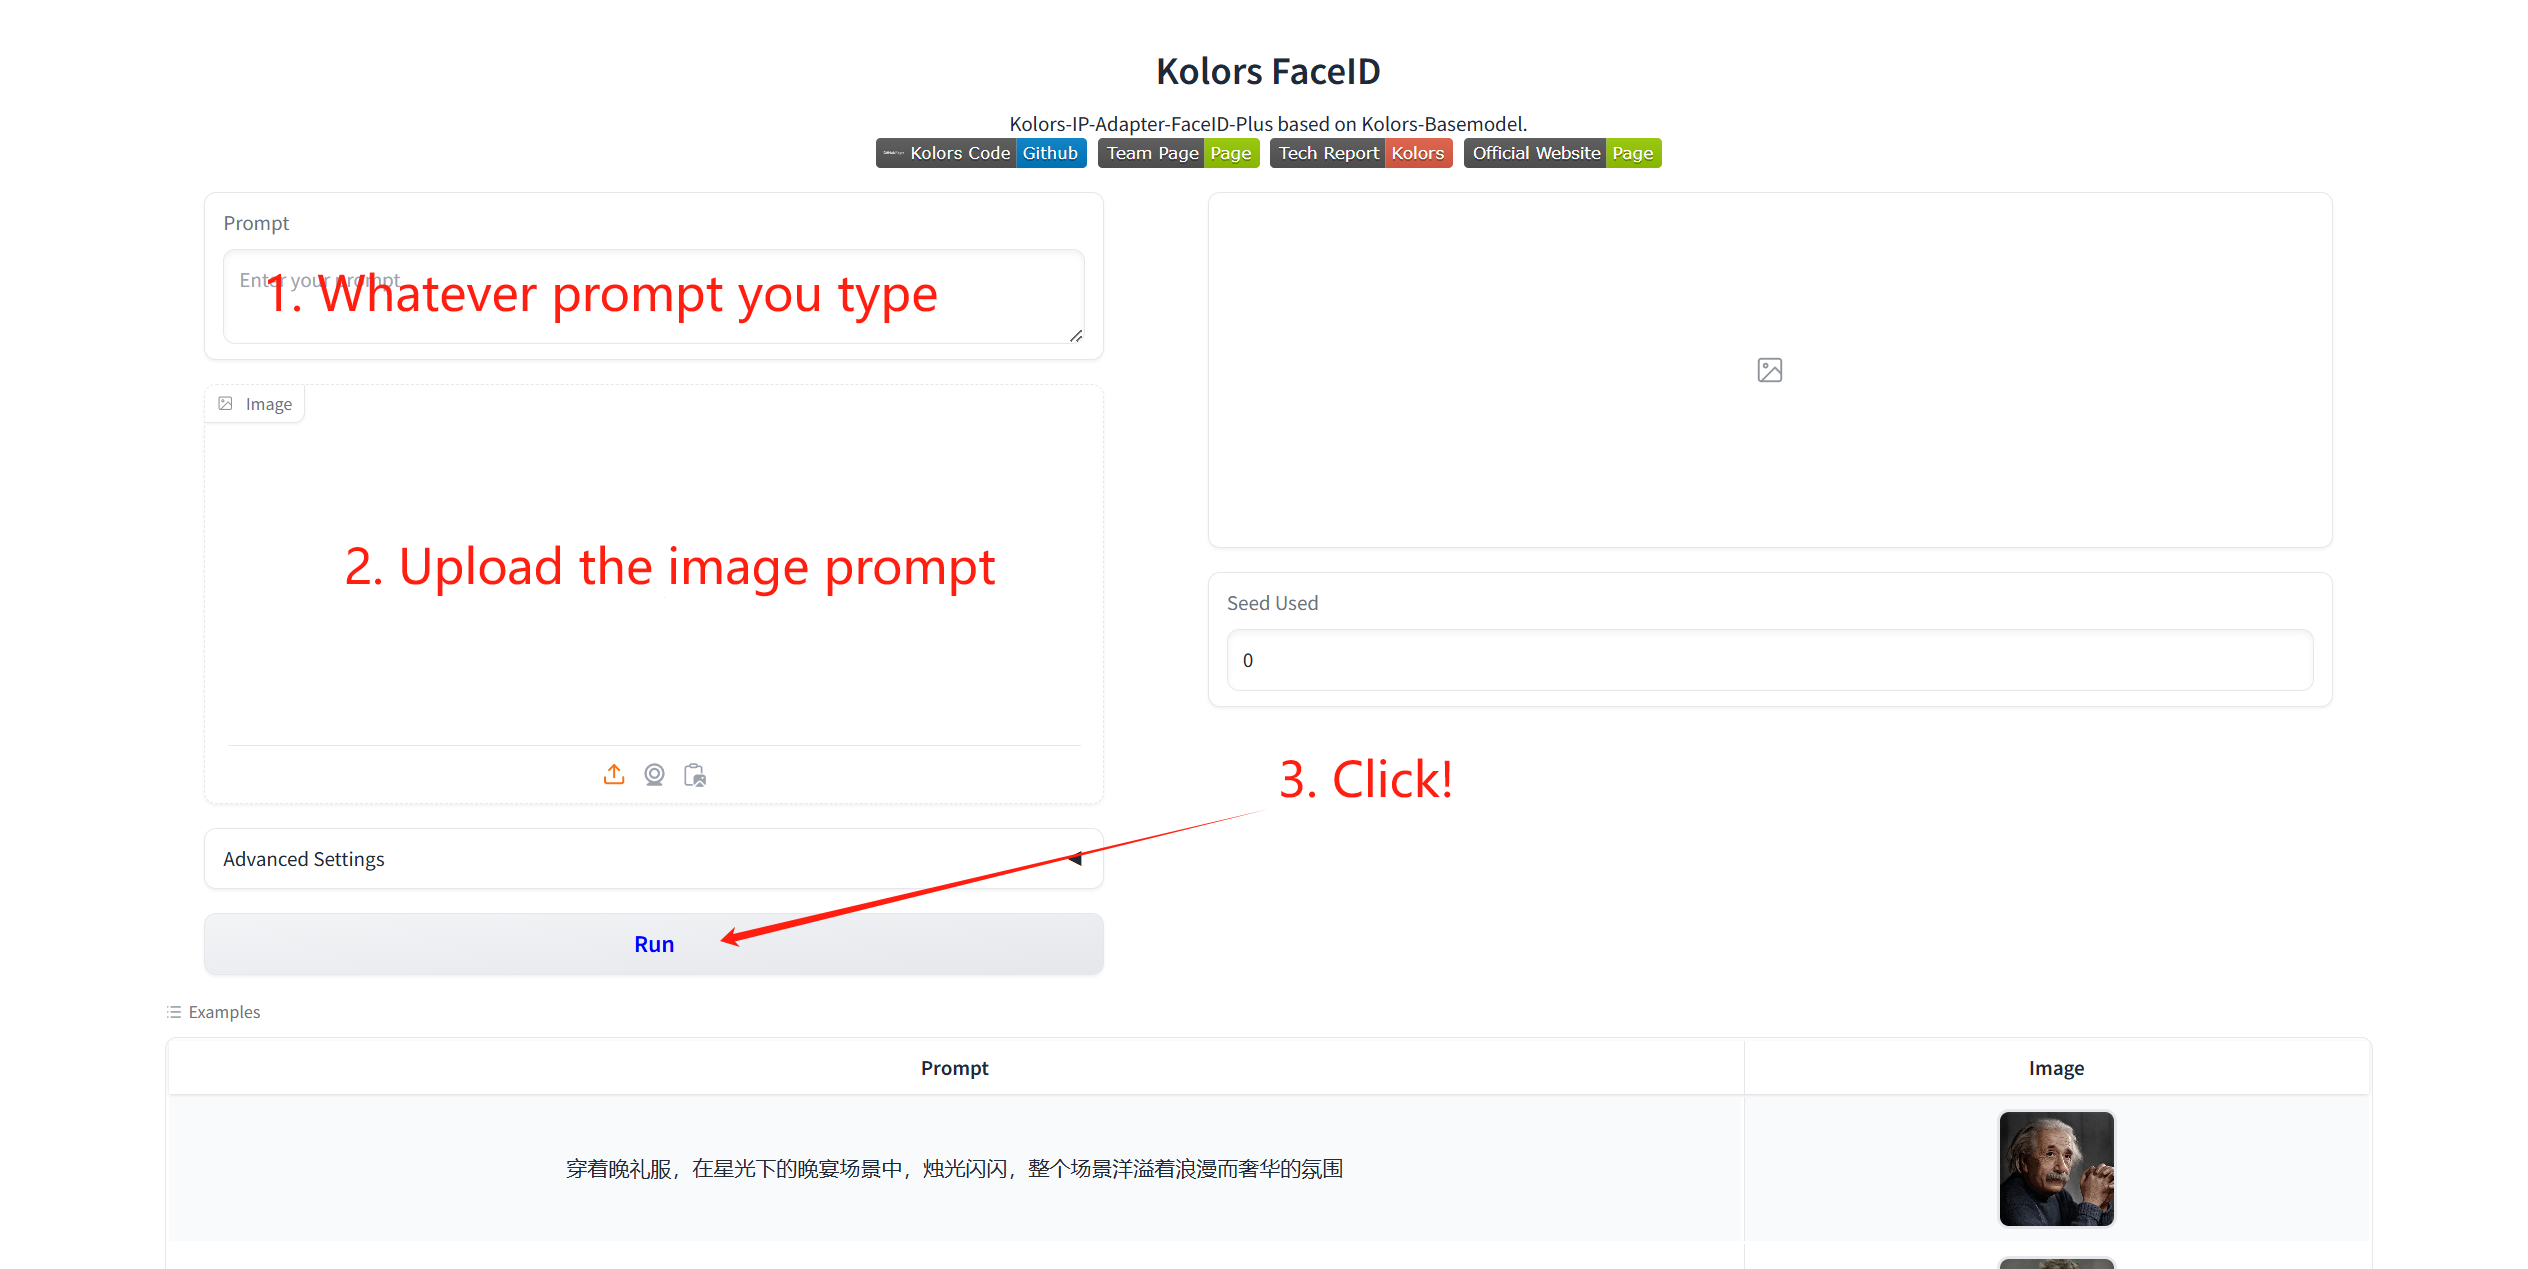 Kolors FaceID
Kolors-IP-Adapter-FaceID-Plus based on Kolors-Basemodel.
Kolors Code Github Team Page Page Tech Report Kolors Official Website Page
Prompt
Enter your prompt
1. Whatever prompt you type
Image
2. Upload the image prompt
Seed Used
0
3. Click!
Advanced Settings
Run
Examples
Prompt Image
穿着晚礼服，在星光下的晚宴场景中，烛光闪闪，整个场景洋溢着浪漫而奢华的氛围